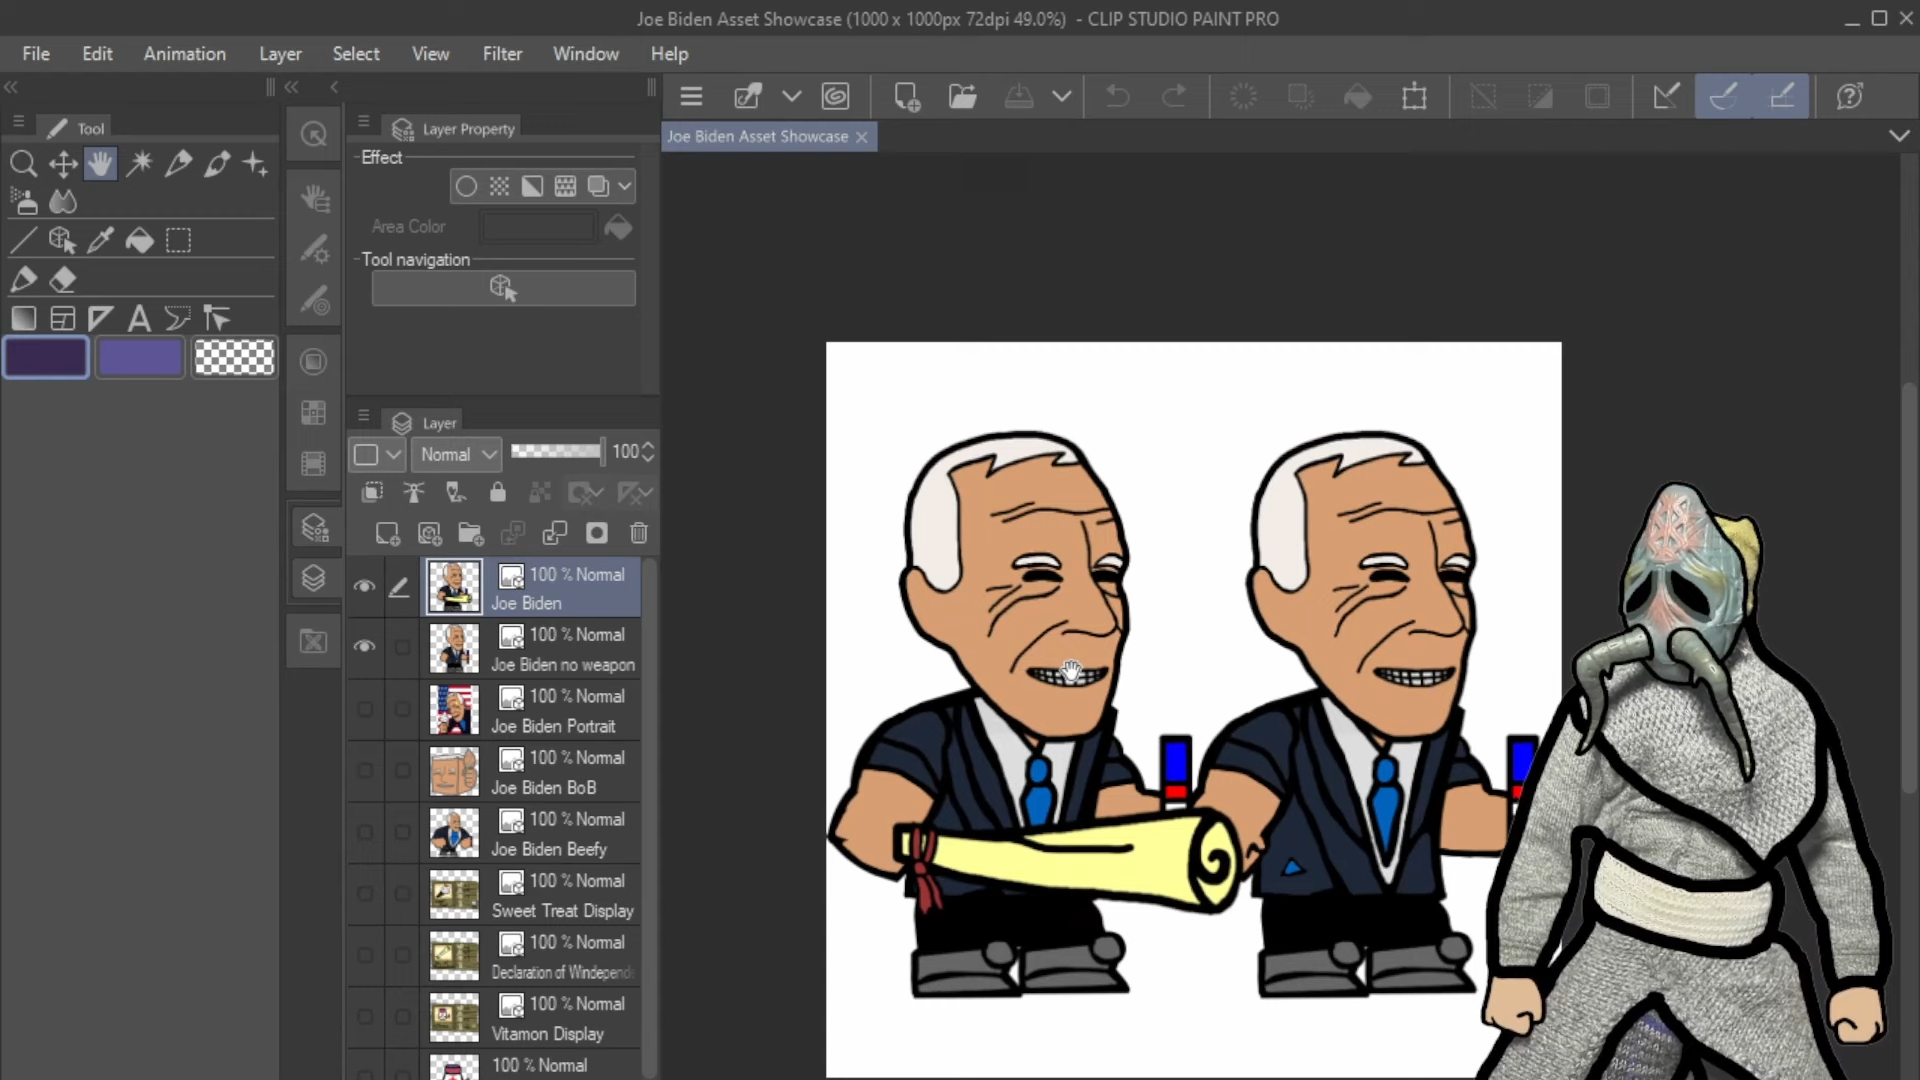 Joe Biden Asset Showcase (1000 x 1000px 72dpi 49.0%) - CLIP STUDIO PAINT PRO
File Edit Animation Layer Select View Filter Window Help
Joe Biden Asset Showcase
Tool
Layer Property
Effect
Area Color
Tool navigation
Layer
Normal 100
100 % Normal
Joe Biden
100 % Normal
Joe Biden no weapon
100 % Normal
Joe Biden Portrait
100 % Normal
Joe Biden BoB
100 % Normal
Joe Biden Beefy
100 % Normal
Sweet Treat Display
100 % Normal
Declaration of Windepend
100 % Normal
Vitamon Display
100 % Normal